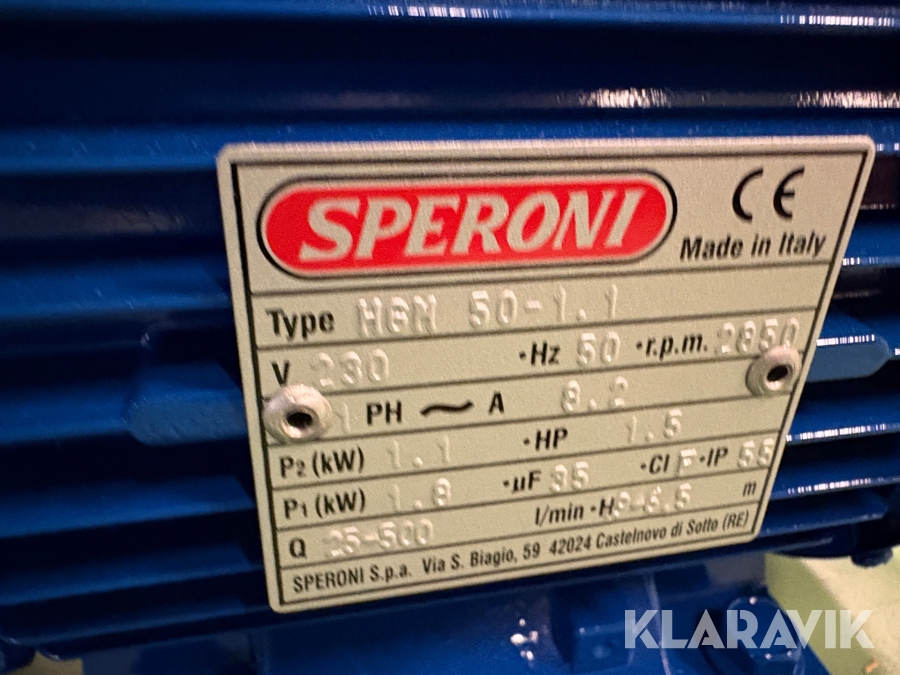 SPERONI
CE
Made in Italy
Type HGM 50-1.1
V 230 ·Hz 50 ·r.p.m. 2850
1 PH ~ A 8.2
P2 (kW) 1.1 ·HP 1.5
P1 (kW) 1.8 ·µF 35 ·Cl F ·IP 55
Q 25-500 l/min ·H m
SPERONI S.p.a. Via S. Biagio, 59 42024 Castelnovo di Sotto (RE)
KLARAVIK